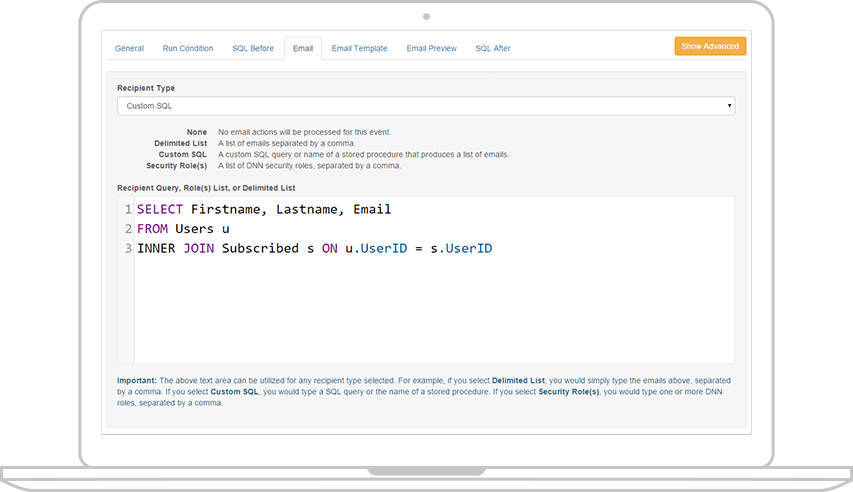 General Run Condition SQL Before Email Email Template Email Preview SQL After Show Advanced
Recipient Type
Custom SQL
None No email actions will be processed for this event.
Delimited List A list of emails separated by a comma.
Custom SQL A custom SQL query or name of a stored procedure that produces a list of emails.
Security Role(s) A list of DNN security roles, separated by a comma.
Recipient Query, Role(s) List, or Delimited List
1 SELECT Firstname, Lastname, Email
2 FROM Users u
3 INNER JOIN Subscribed s ON u.UserID = s.UserID
Important: The above text area can be utilized for any recipient type selected. For example, if you select Delimited List, you would simply type the emails above, separated
by a comma. If you select Custom SQL, you would type a SQL query or the name of a stored procedure. If you select Security Role(s), you would type one or more DNN
roles, separated by a comma.